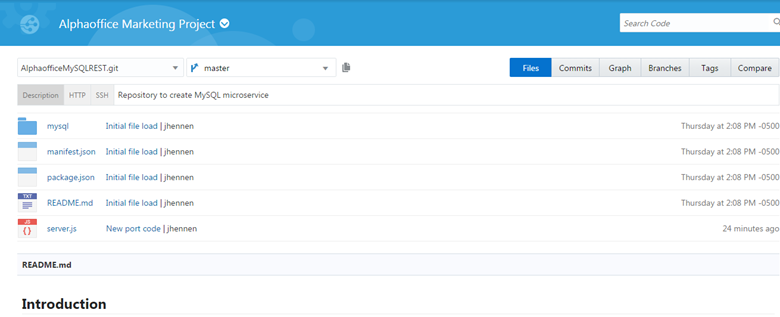 Alphaoffice Marketing Project
Search Code
AlphaofficeMySQLREST.git master Files Commits Graph Branches Tags Compare
Description HTTP SSH Repository to create MySQL microservice
mysql Initial file load | jhennen Thursday at 2:08 PM -0500
manifest.json Initial file load | jhennen Thursday at 2:08 PM -0500
package.json Initial file load | jhennen Thursday at 2:08 PM -0500
TXT README.md Initial file load | jhennen Thursday at 2:08 PM -0500
JS { } server.js New port code | jhennen 24 minutes ago
README.md
Introduction